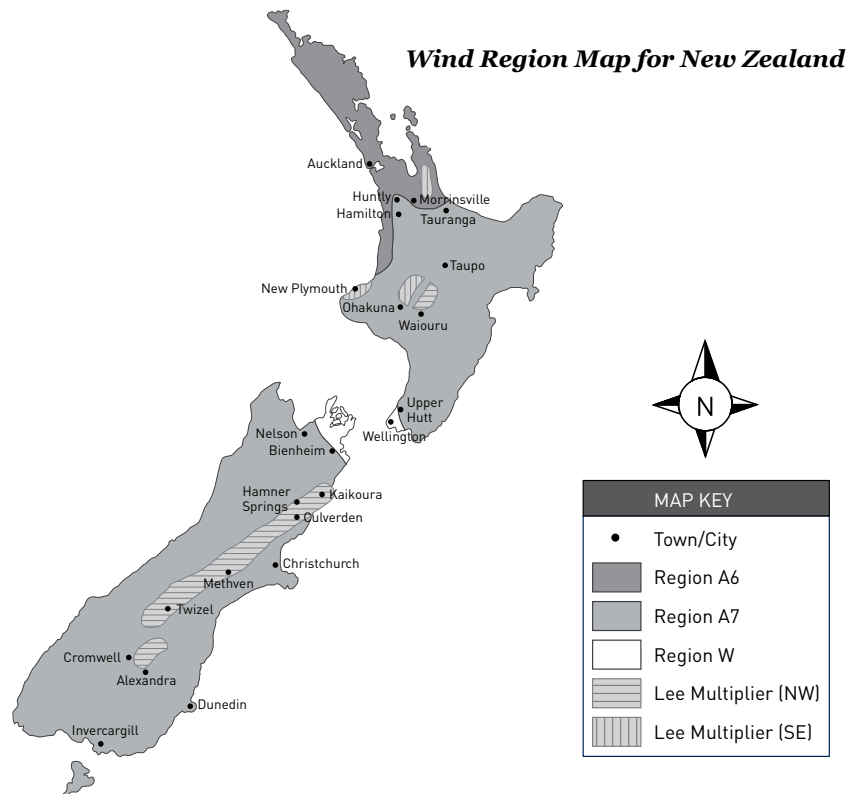 Wind Region Map for New Zealand
Auckland
Huntly
Morrinsville
Hamilton
Tauranga
Taupo
New Plymouth
Ohakuna
Waiouru
Upper
Hutt
Wellington
Nelson
Bienheim
Hamner
Springs
Kaikoura
Culverden
Christchurch
Methven
Twizel
Cromwell
Alexandra
Dunedin
Invercargill
N
MAP KEY
Town/City
Region A6
Region A7
Region W
Lee Multiplier (NW)
Lee Multiplier (SE)